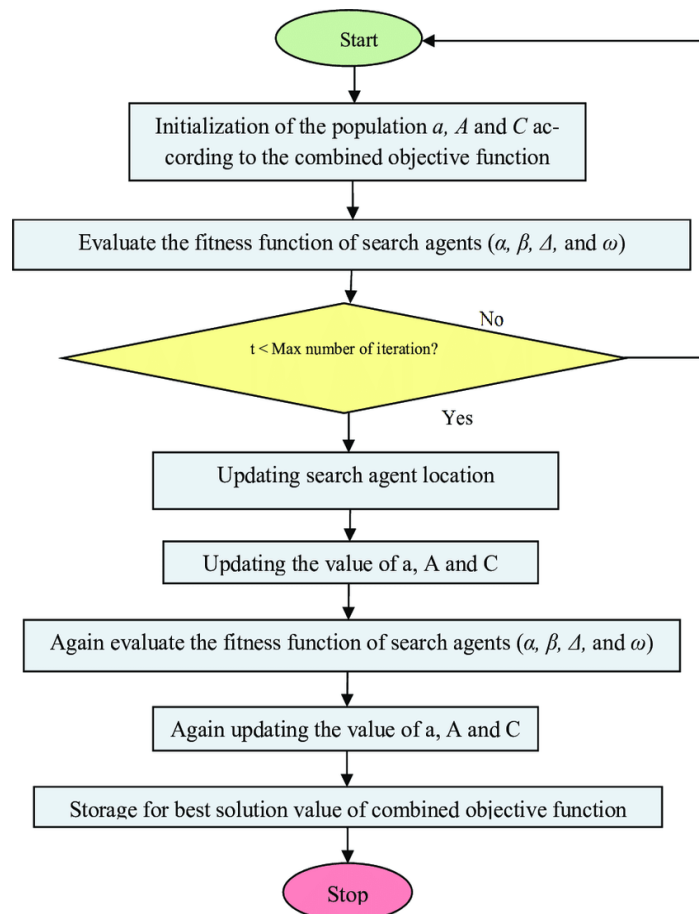 Start
Initialization of the population a, A and C ac-
cording to the combined objective function
Evaluate the fitness function of search agents (α, β, Δ, and ω)
No
t < Max number of iteration?
Yes
Updating search agent location
Updating the value of a, A and C
Again evaluate the fitness function of search agents (α, β, Δ, and ω)
Again updating the value of a, A and C
Storage for best solution value of combined objective function
Stop